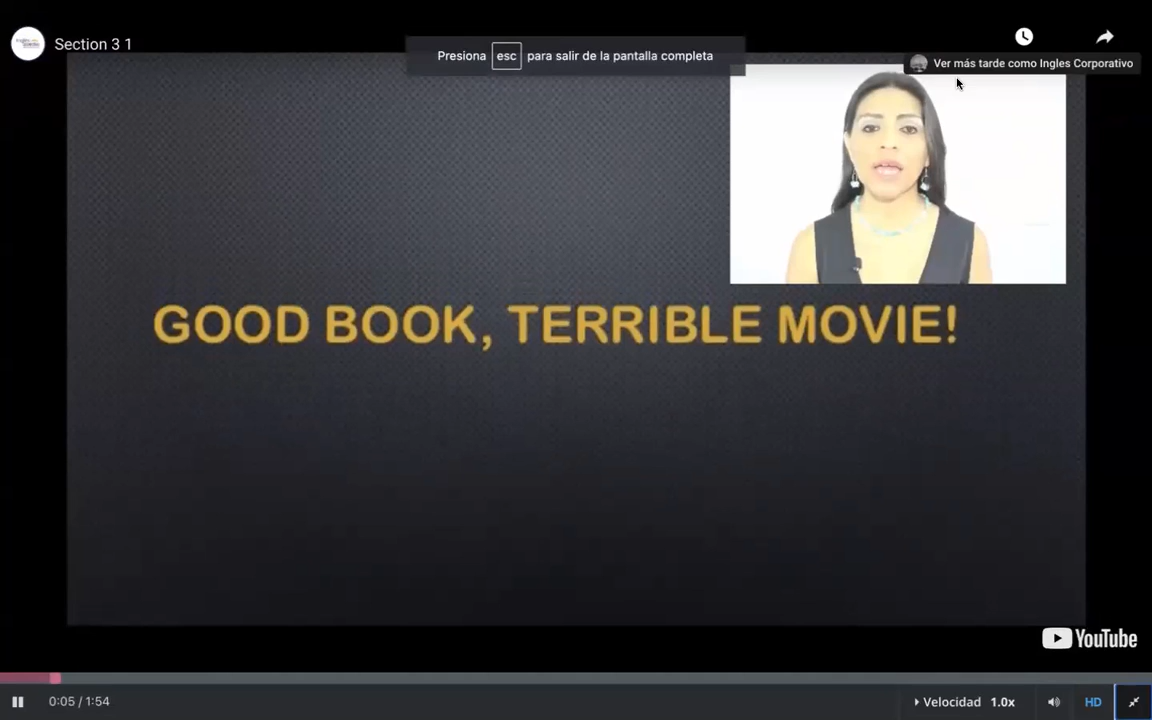 Section 3 1
Presiona esc para salir de la pantalla completa
Ver más tarde como Ingles Corporativo
GOOD BOOK, TERRIBLE MOVIE!
YouTube
0:05 / 1:54
Velocidad 1.0x
HD